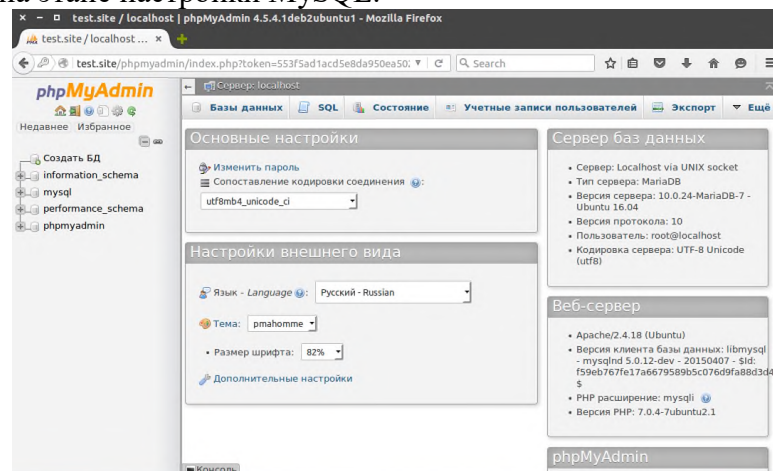 на этапе настройки MySQL.
test.site / localhost | phpMyAdmin 4.5.4.1deb2ubuntu1 - Mozilla Firefox
test.site / localhost ...
test.site/phpmyadmin/index.php?token=553f5ad1acd5e8da950ea50:
Search
phpMyAdmin
Недавнее Избранное
Создать БД
information_schema
mysql
performance_schema
phpmyadmin
Сервер: localhost
Базы данных SQL Состояние Учетные записи пользователей Экспорт Ещё
Основные настройки
Изменить пароль
Сопоставление кодировки соединения :
utf8mb4_unicode_ci
Настройки внешнего вида
Язык - Language : Русский - Russian
Тема: pmahomme
• Размер шрифта: 82%
Дополнительные настройки
Консоль
Сервер баз данных
• Сервер: Localhost via UNIX socket
• Тип сервера: MariaDB
• Версия сервера: 10.0.24-MariaDB-7 -
Ubuntu 16.04
• Версия протокола: 10
• Пользователь: root@localhost
• Кодировка сервера: UTF-8 Unicode
(utf8)
Веб-сервер
• Apache/2.4.18 (Ubuntu)
• Версия клиента базы данных: libmysql
- mysqlnd 5.0.12-dev - 20150407 - $Id:
f59eb767fe17a6679589b5c076d9fa88d3d4
$
• PHP расширение: mysqli
• Версия PHP: 7.0.4-7ubuntu2.1
phpMyAdmin